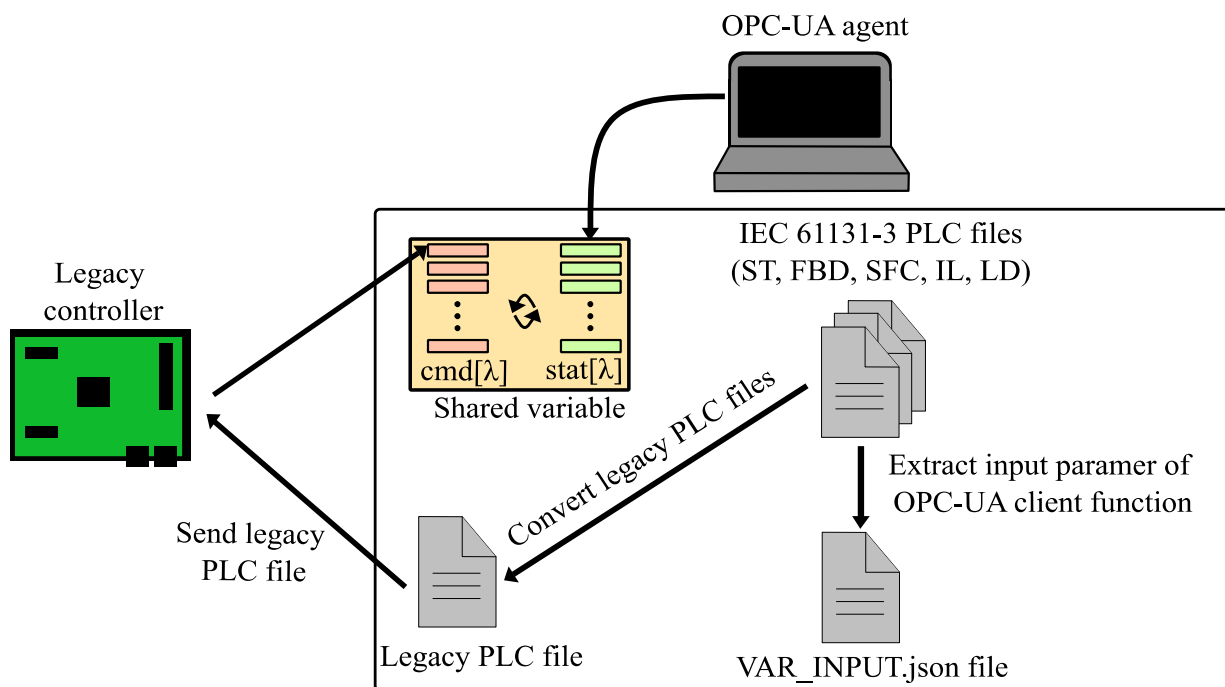 OPC-UA agent
IEC 61131-3 PLC files
(ST, FBD, SFC, IL, LD)
Legacy
controller
cmd[λ]
stat[λ]
Shared variable
Convert legacy PLC files
Extract input paramer of
OPC-UA client function
Send legacy
PLC file
Legacy PLC file
VAR_INPUT.json file